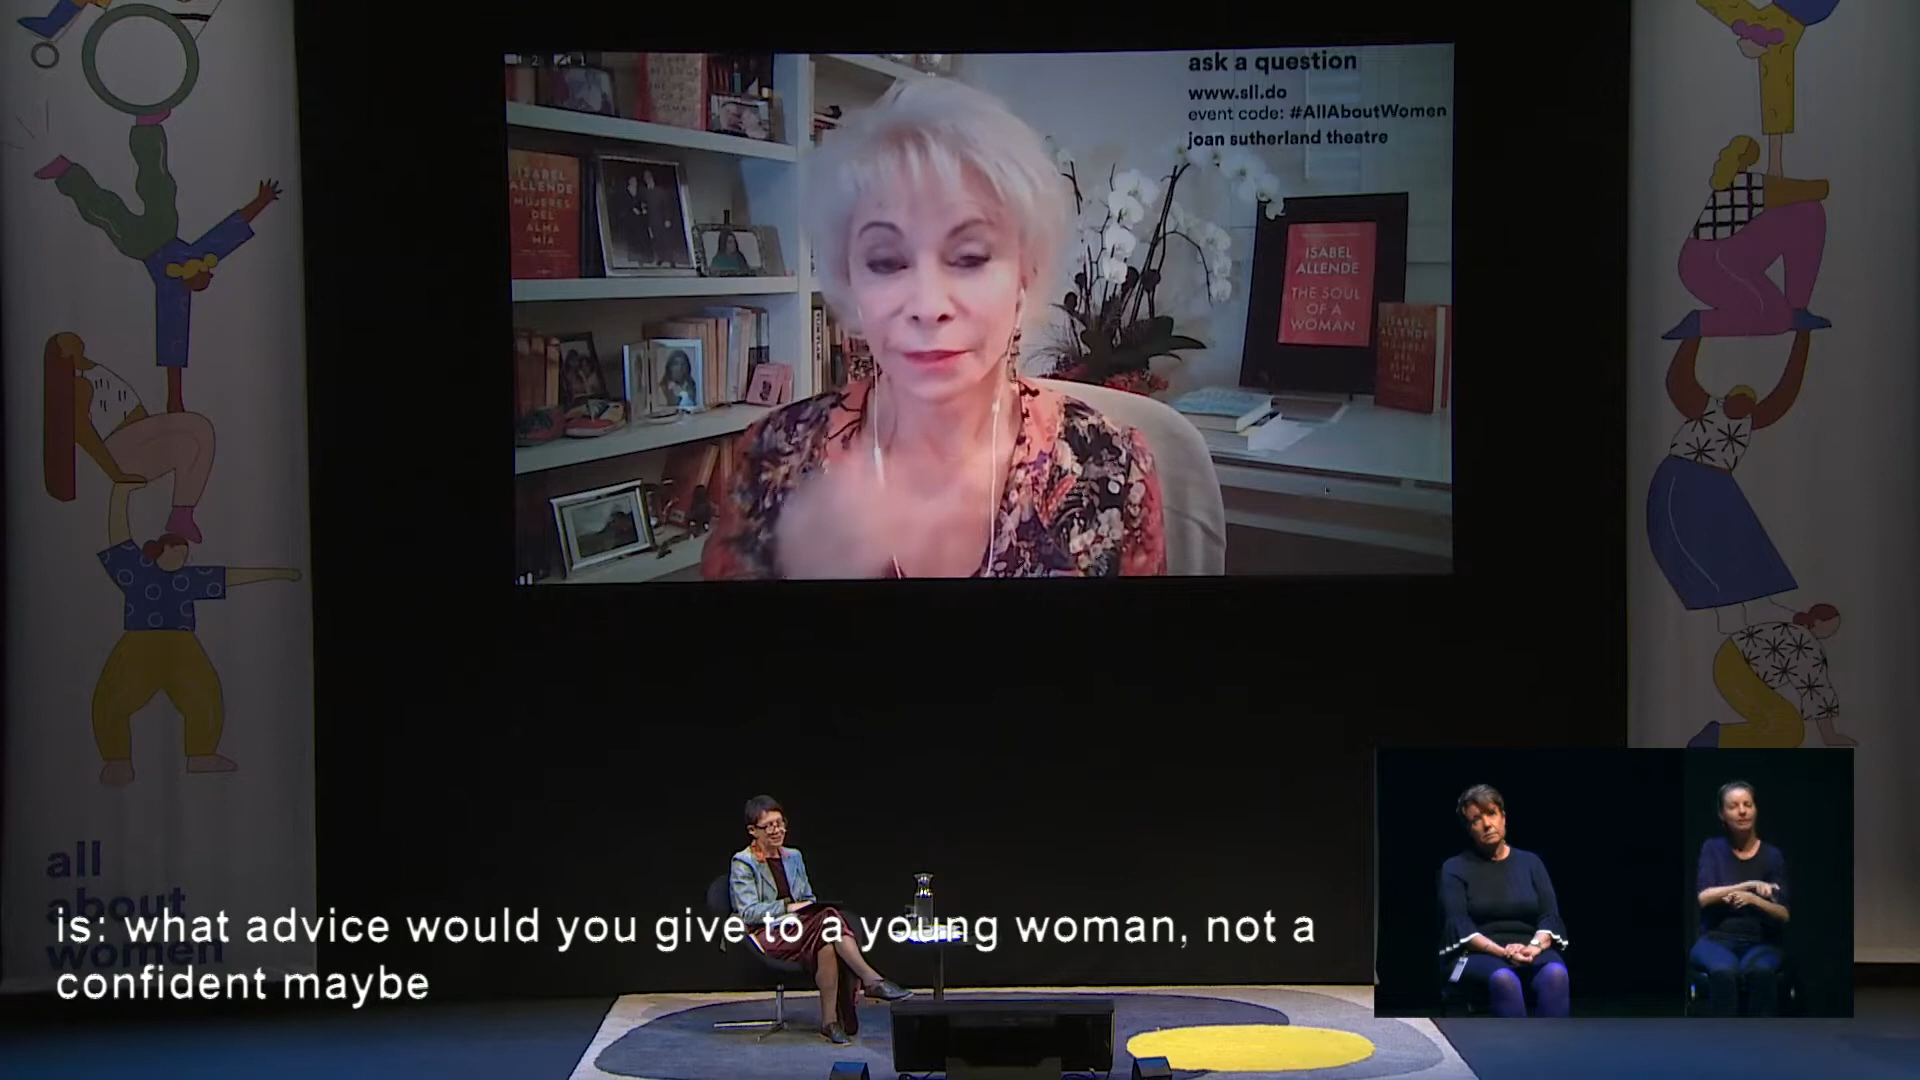 ask a question
www.sli.do
event code: #AllAboutWomen
joan sutherland theatre
ISABEL
ALLENDE
MUJERES
DEL
ALMA
MÍA
ISABEL
ALLENDE
THE SOUL
OF A
WOMAN
ISABEL
ALLENDE
MUJERES
DEL
ALMA
MÍA
all
about
women
is: what advice would you give to a young woman, not a
confident maybe